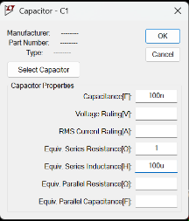 Capacitor - C1
Manufacturer: --------
Part Number: --------
Type: --------
OK
Cancel
Select Capacitor
Capacitor Properties
Capacitance[F]: 100n
Voltage Rating[V]:
RMS Current Rating[A]:
Equiv. Series Resistance[Ω]: 1
Equiv. Series Inductance[H]: 100u
Equiv. Parallel Resistance[Ω]:
Equiv. Parallel Capacitance[F]: